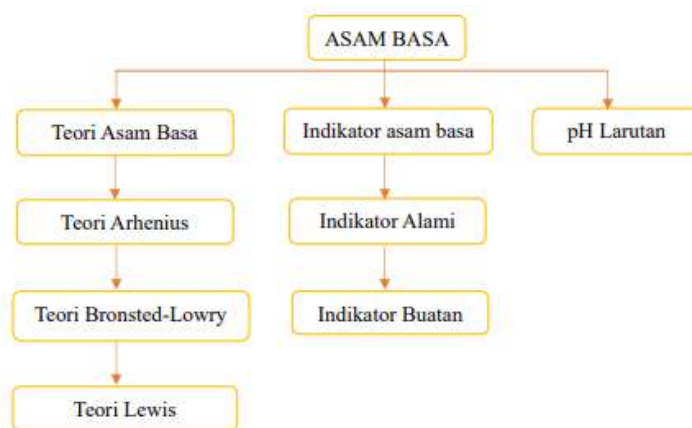 ASAM BASA
Teori Asam Basa
Indikator asam basa
pH Larutan
Teori Arhenius
Indikator Alami
Teori Bronsted-Lowry
Indikator Buatan
Teori Lewis